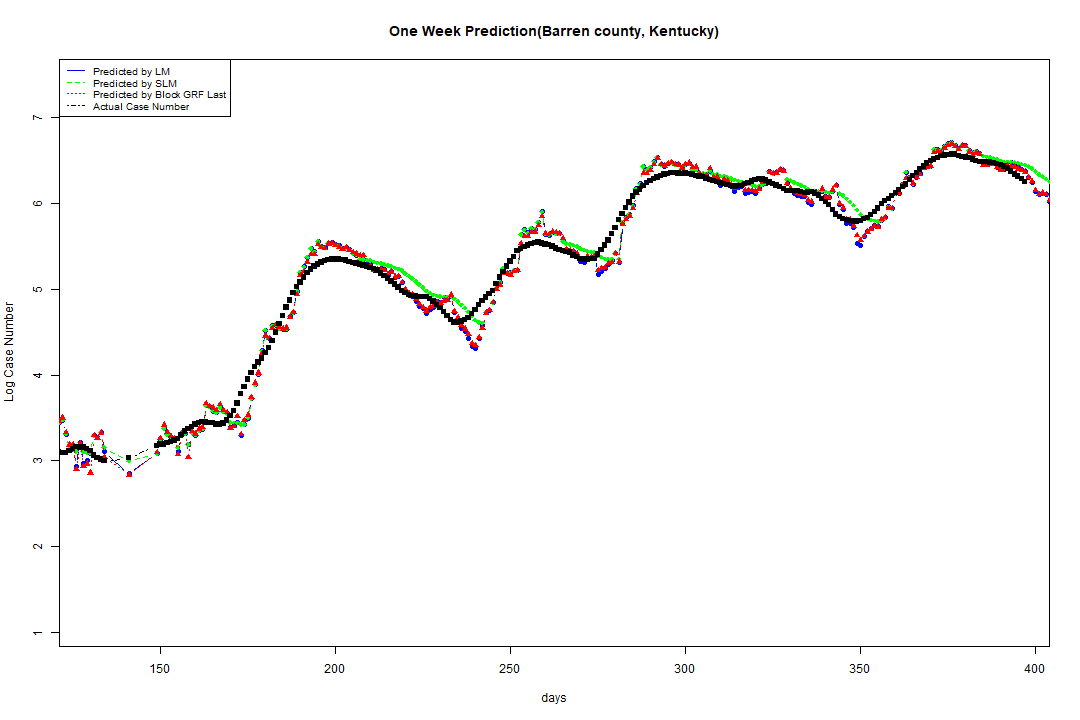 One Week Prediction(Barren county, Kentucky)
Predicted by LM
Predicted by SLM
Predicted by Block GRF Last
Actual Case Number
7
6
5
4
3
2
1
Log Case Number
150 200 250 300 350 400
days